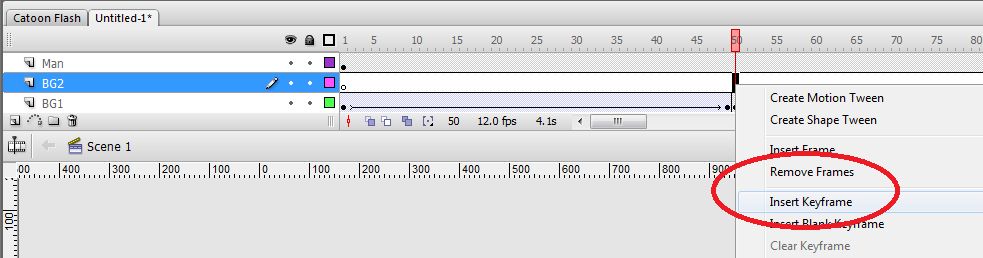 Catoon Flash Untitled-1*
1 5 10 15 20 25 30 35 40 45 50 55 60 65 70 75 80
Man
BG2
BG1
50 12.0 fps 4.1s
Scene 1
400 300 200 100 0 100 200 300 400 500 600 700 800
100
Create Motion Tween
Create Shape Tween
Insert Frame
Remove Frames
Insert Keyframe
Insert Blank Keyframe
Clear Keyframe